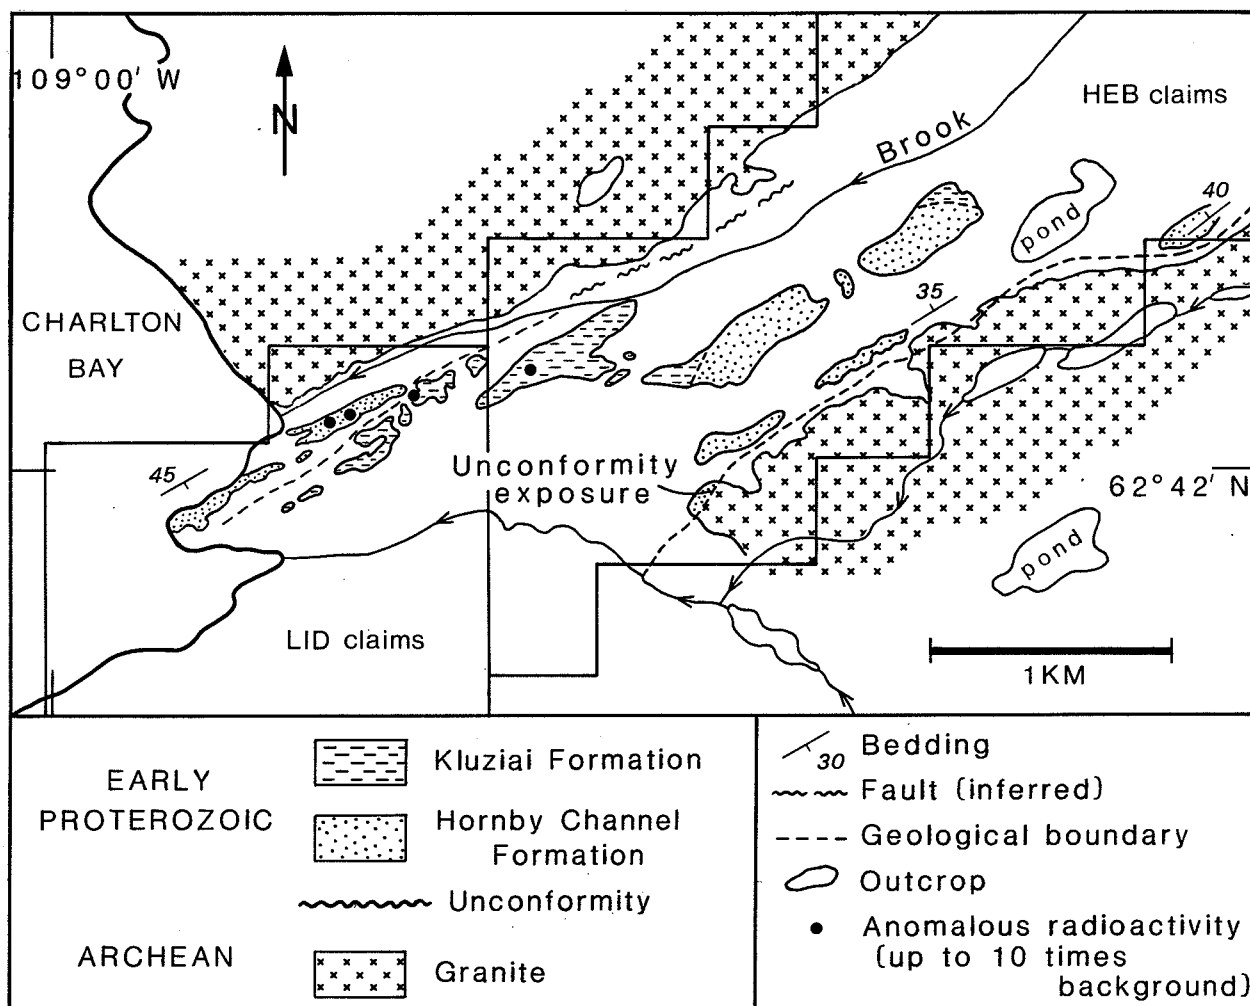 109°00' W
N
HEB claims
Brook
40
pond
CHARLTON
BAY
35
45
Unconformity
exposure
62°42' N
pond
LID claims
1KM
EARLY
PROTEROZOIC
Kluziai Formation
Hornby Channel
Formation
Unconformity
ARCHEAN
Granite
30 Bedding
Fault (inferred)
Geological boundary
Outcrop
Anomalous radioactivity
(up to 10 times
background)